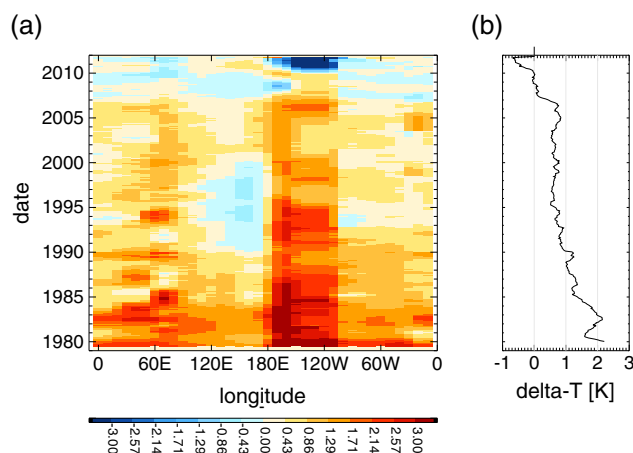 (a)
(b)
date
2010
2005
2000
1995
1990
1985
1980
0
60E
120E
180E
120W
60W
0
longitude
-1
0
1
2
3
delta-T [K]
-3.00
-2.57
-2.14
-1.71
-1.29
-0.86
-0.43
0.00
0.43
0.86
1.29
1.71
2.14
2.57
3.00